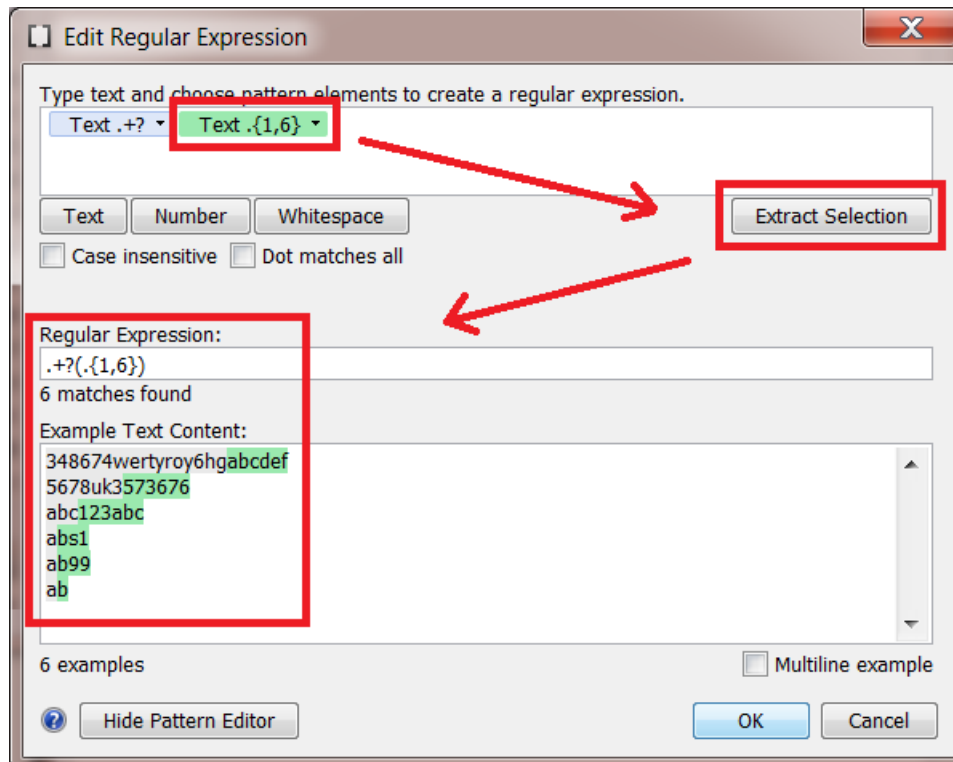 Edit Regular Expression
Type text and choose pattern elements to create a regular expression.
Text .+? Text .{1,6}
Text Number Whitespace Extract Selection
Case insensitive Dot matches all
Regular Expression:
.+?(.{1,6})
6 matches found
Example Text Content:
348674wertyroy6hgabcdef
5678uk3573676
abc123abc
abs1
ab99
ab
6 examples Multiline example
? Hide Pattern Editor OK Cancel